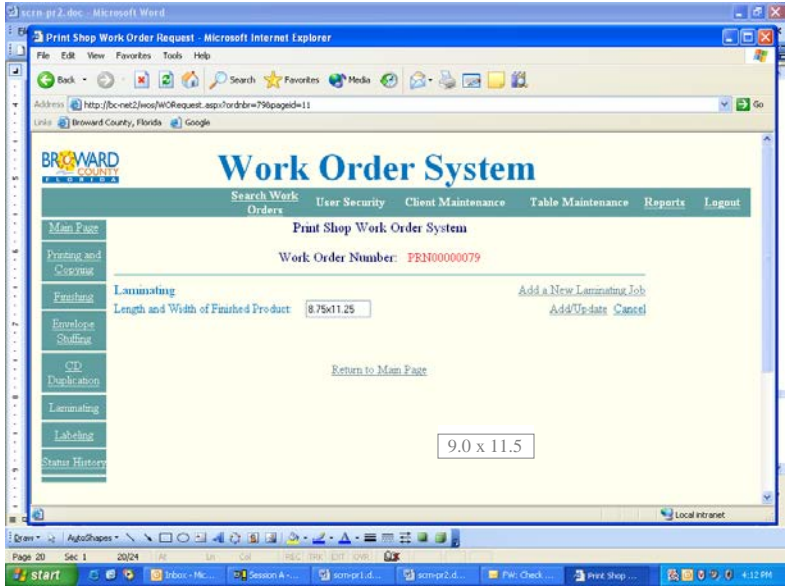 scrn-pr2.doc - Microsoft Word
Print Shop Work Order Request - Microsoft Internet Explorer
File Edit View Favorites Tools Help
Back Search Favorites Media
Address http://bc-net2/wos/WORequest.aspx?ordnbr=79&pageid=11 Go
Links Broward County, Florida Google
BROWARD COUNTY FLORIDA
Work Order System
Search Work Orders User Security Client Maintenance Table Maintenance Reports Logout
Main Page
Printing and Copying
Finishing
Envelope Stuffing
CD Duplication
Laminating
Labeling
Status History
Print Shop Work Order System
Work Order Number: PRN00000079
Laminating Add a New Laminating Job
Length and Width of Finished Product 8.75x11.25 Add/Update Cancel
Return to Main Page
9.0 x 11.5
Local intranet
Draw AutoShapes
Page 20 Sec 1 20/24 At Ln Col REC TRK EXT OVR
start Inbox - Mic... Session A -... scrn-pr1.d... scrn-pr2.d... FW: Check ... Print Shop ... 4:12 PM